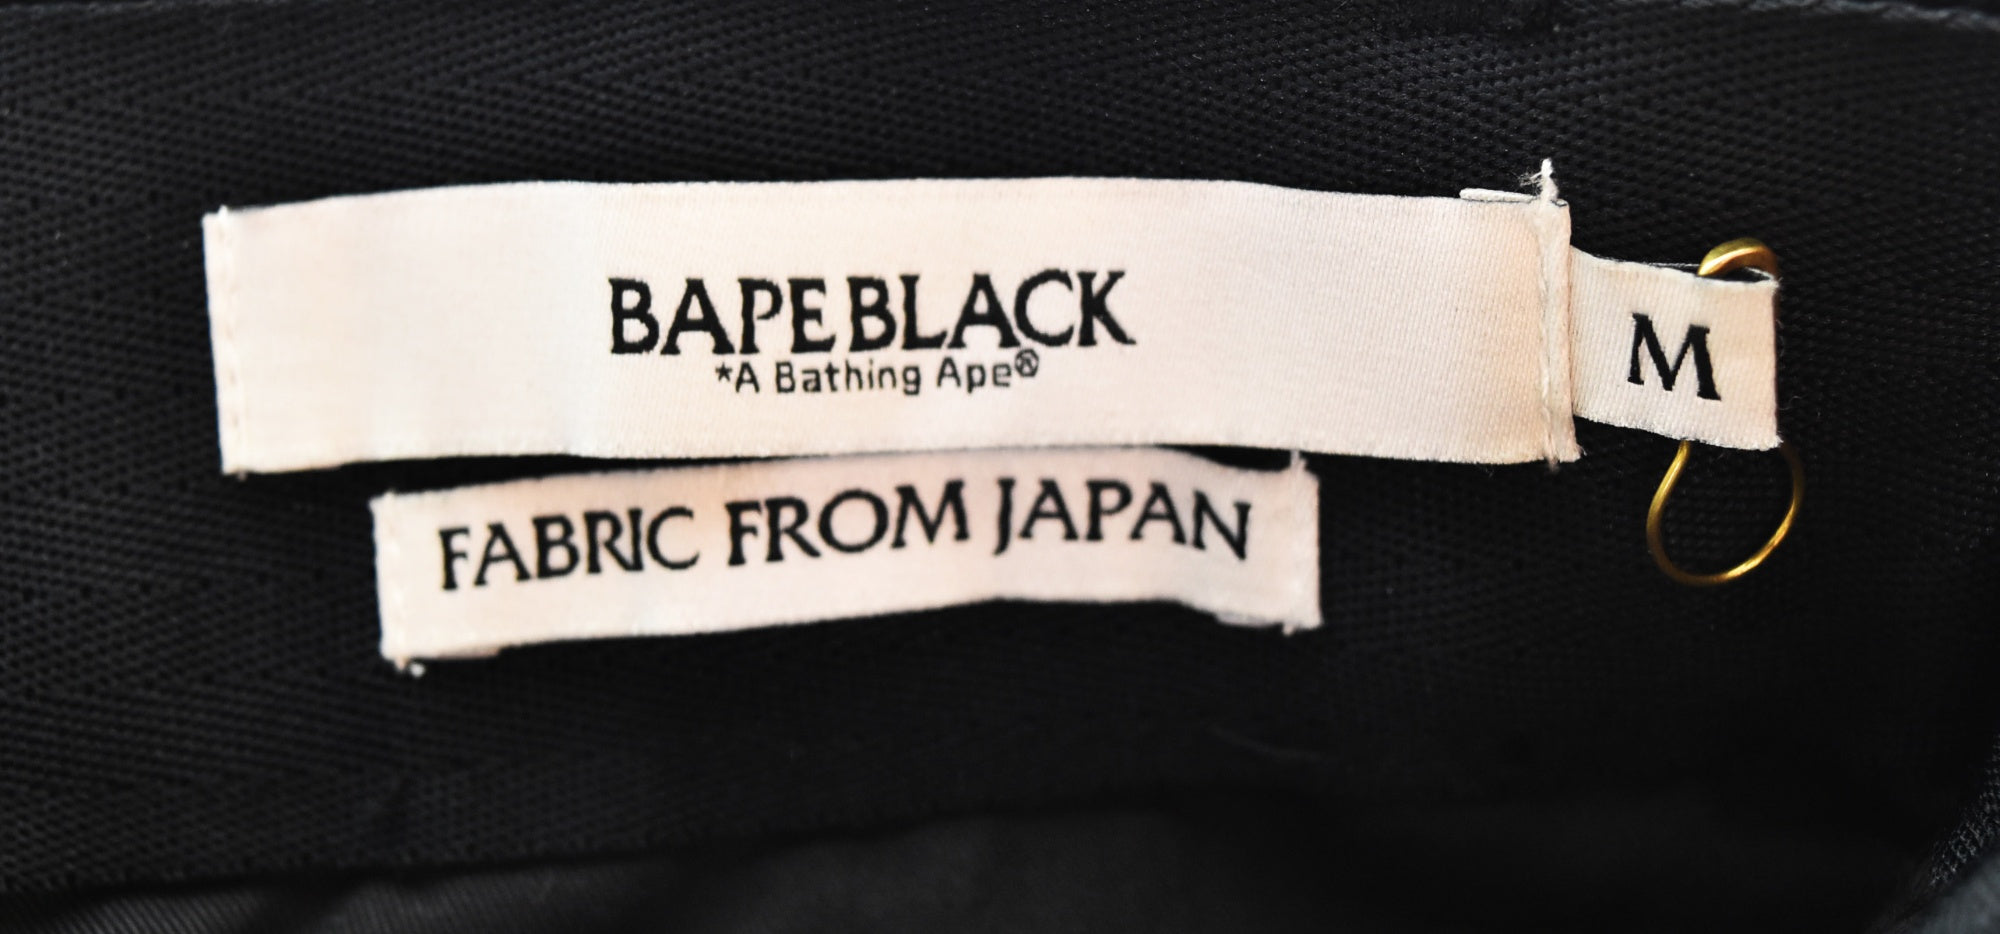 BAPE BLACK
*A Bathing Ape®
M
FABRIC FROM JAPAN